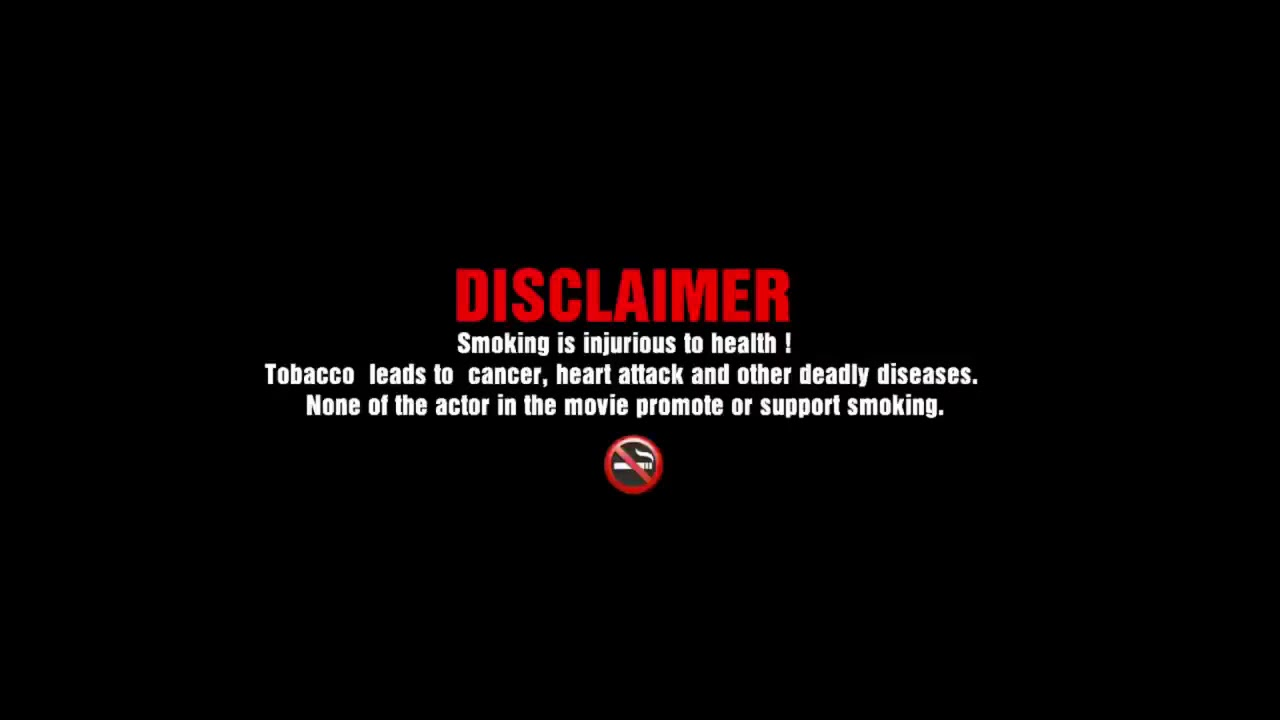 DISCLAIMER
Smoking is injurious to health !
Tobacco  leads to  cancer, heart attack and other deadly diseases.
None of the actor in the movie promote or support smoking.